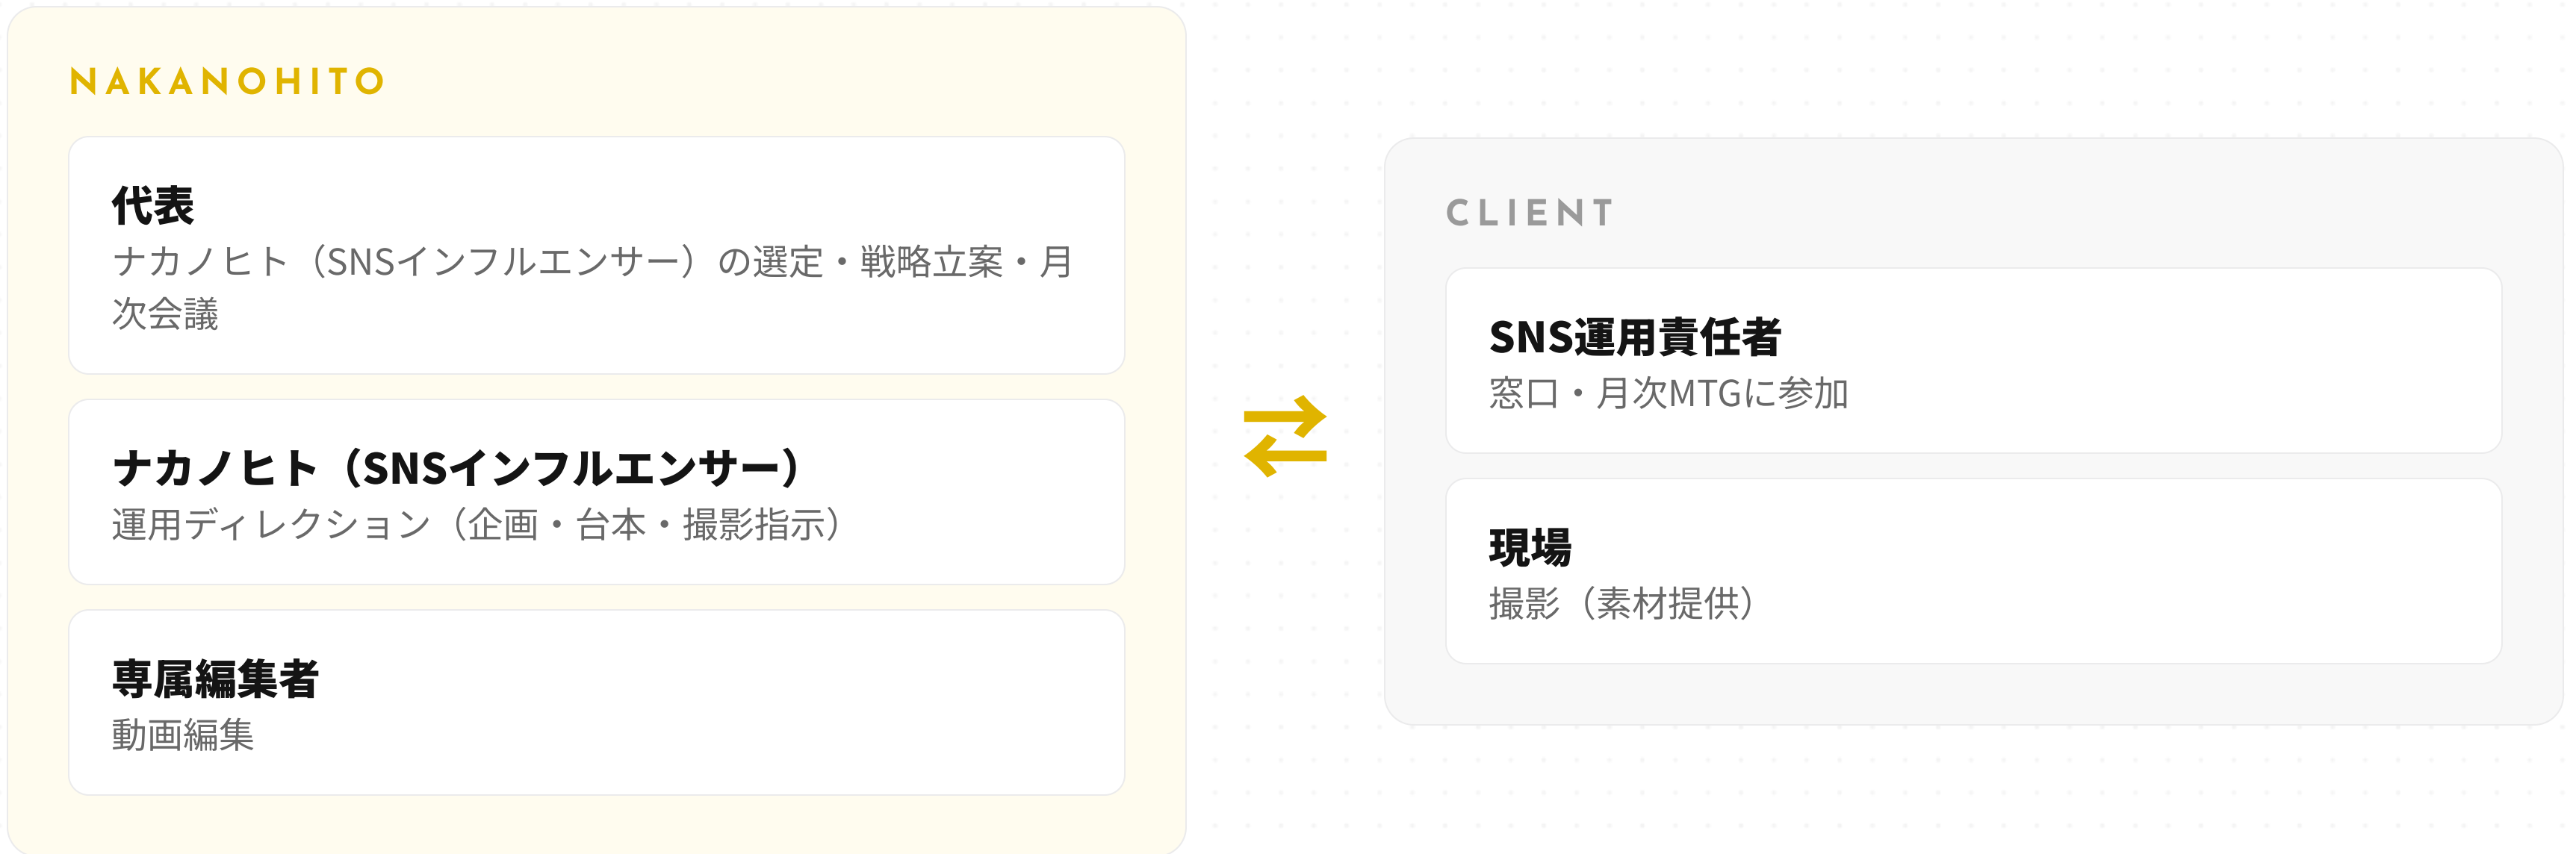 NAKANOHITO
代表
ナカノヒト（SNSインフルエンサー）の選定・戦略立案・月
次会議
ナカノヒト（SNSインフルエンサー）
運用ディレクション（企画・台本・撮影指示）
専属編集者
動画編集
CLIENT
SNS運用責任者
窓口・月次MTGに参加
現場
撮影（素材提供）